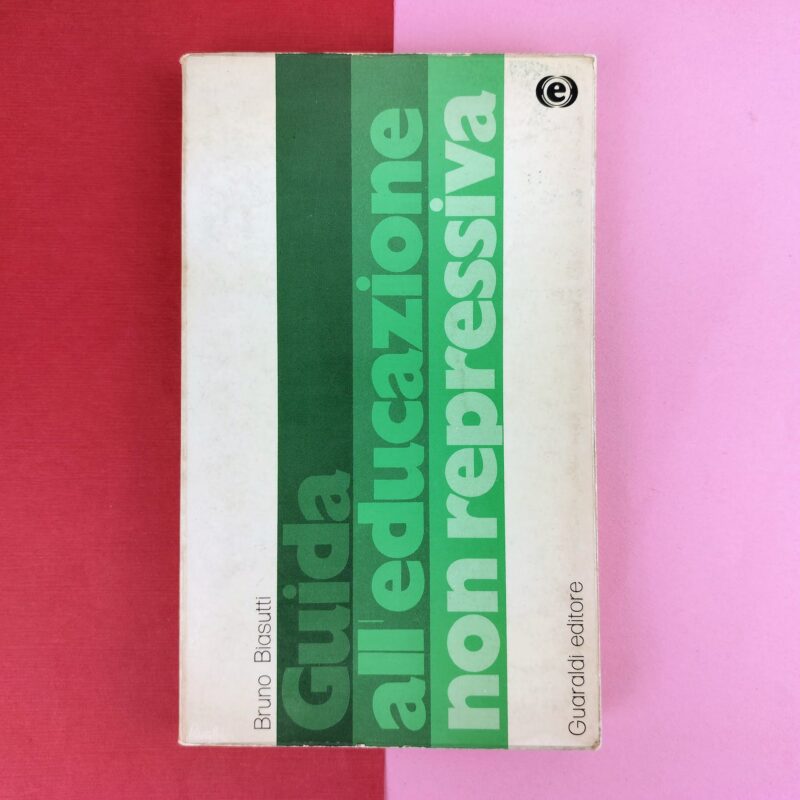 Bruno Biasutti
Guida
all'educazione
non repressiva
Guaraldi editore
e